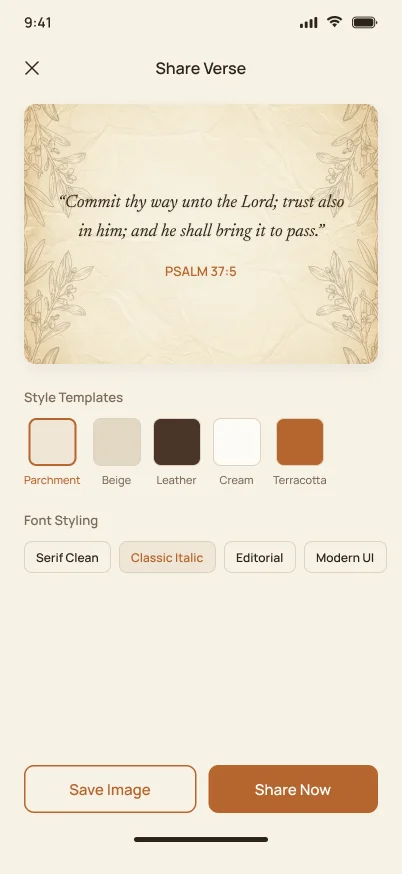 9:41
Share Verse
“Commit thy way unto the Lord; trust also
in him; and he shall bring it to pass.”
PSALM 37:5
Style Templates
Parchment Beige Leather Cream Terracotta
Font Styling
Serif Clean Classic Italic Editorial Modern UI
Save Image Share Now